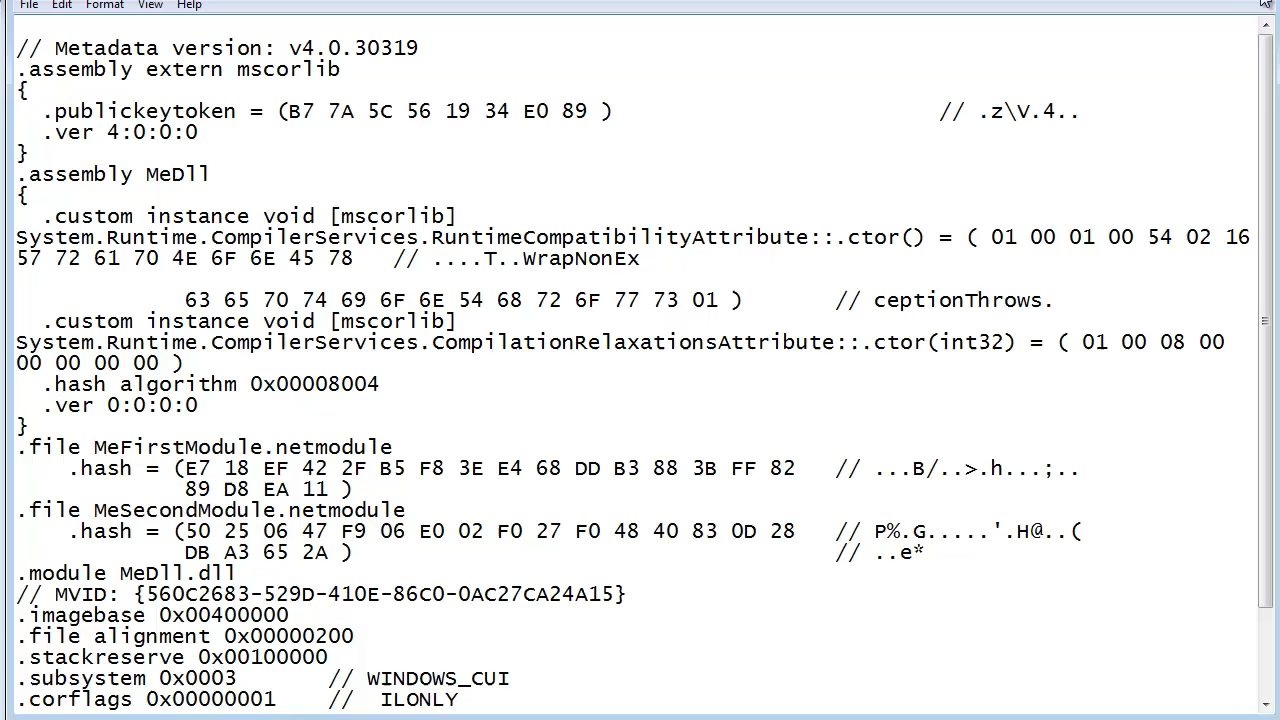 File Edit Format View Help
// Metadata version: v4.0.30319
.assembly extern mscorlib
{
  .publickeytoken = (B7 7A 5C 56 19 34 E0 89 )                         // .z\V.4..
  .ver 4:0:0:0
}
.assembly MeDll
{
  .custom instance void [mscorlib]
System.Runtime.CompilerServices.RuntimeCompatibilityAttribute::.ctor() = ( 01 00 01 00 54 02 16
57 72 61 70 4E 6F 6E 45 78   // ....T..WrapNonEx
             63 65 70 74 69 6F 6E 54 68 72 6F 77 73 01 )       // ceptionThrows.
  .custom instance void [mscorlib]
System.Runtime.CompilerServices.CompilationRelaxationsAttribute::.ctor(int32) = ( 01 00 08 00
00 00 00 00 )
  .hash algorithm 0x00008004
  .ver 0:0:0:0
}
.file MeFirstModule.netmodule
    .hash = (E7 18 EF 42 2F B5 F8 3E E4 68 DD B3 88 3B FF 82   // ...B/..>.h...;..
             89 D8 EA 11 )
.file MeSecondModule.netmodule
    .hash = (50 25 06 47 F9 06 E0 02 F0 27 F0 48 40 83 0D 28   // P%.G.....'.H@..(
             DB A3 65 2A )                                     // ..e*
.module MeDll.dll
// MVID: {560C2683-529D-410E-86C0-0AC27CA24A15}
.imagebase 0x00400000
.file alignment 0x00000200
.stackreserve 0x00100000
.subsystem 0x0003       // WINDOWS_CUI
.corflags 0x00000001    //  ILONLY